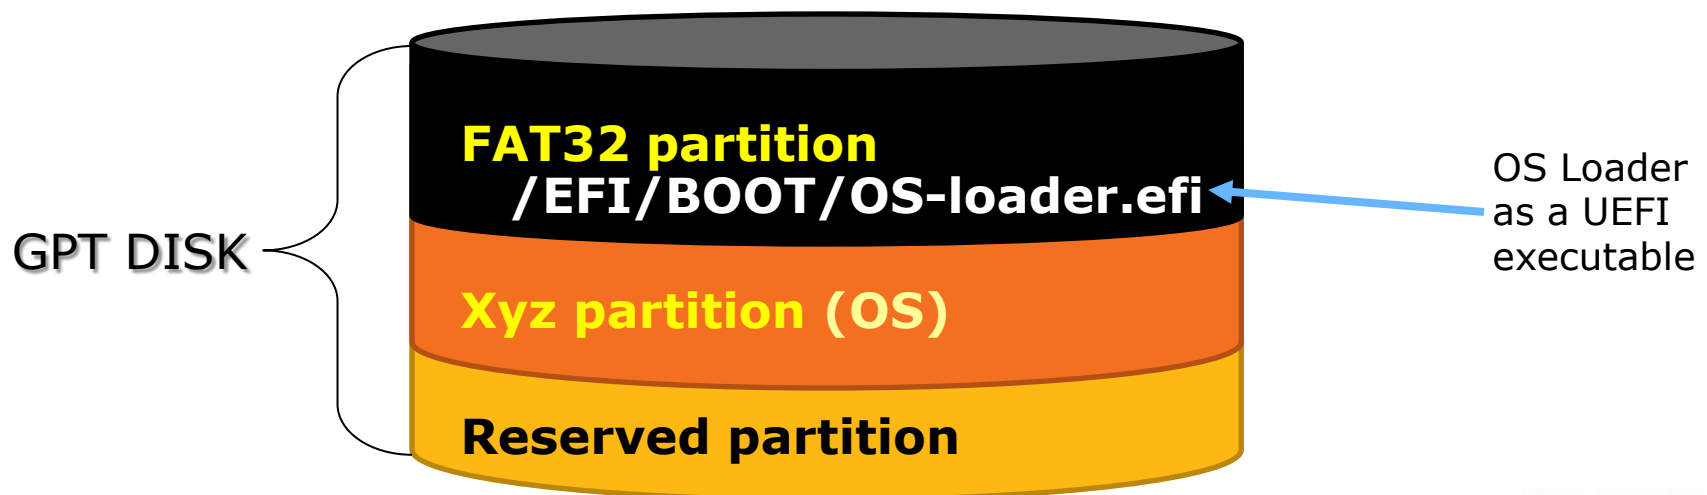 FAT32 partition
/EFI/BOOT/OS-loader.efi
OS Loader
as a UEFI
executable
GPT DISK
Xyz partition (OS)
Reserved partition